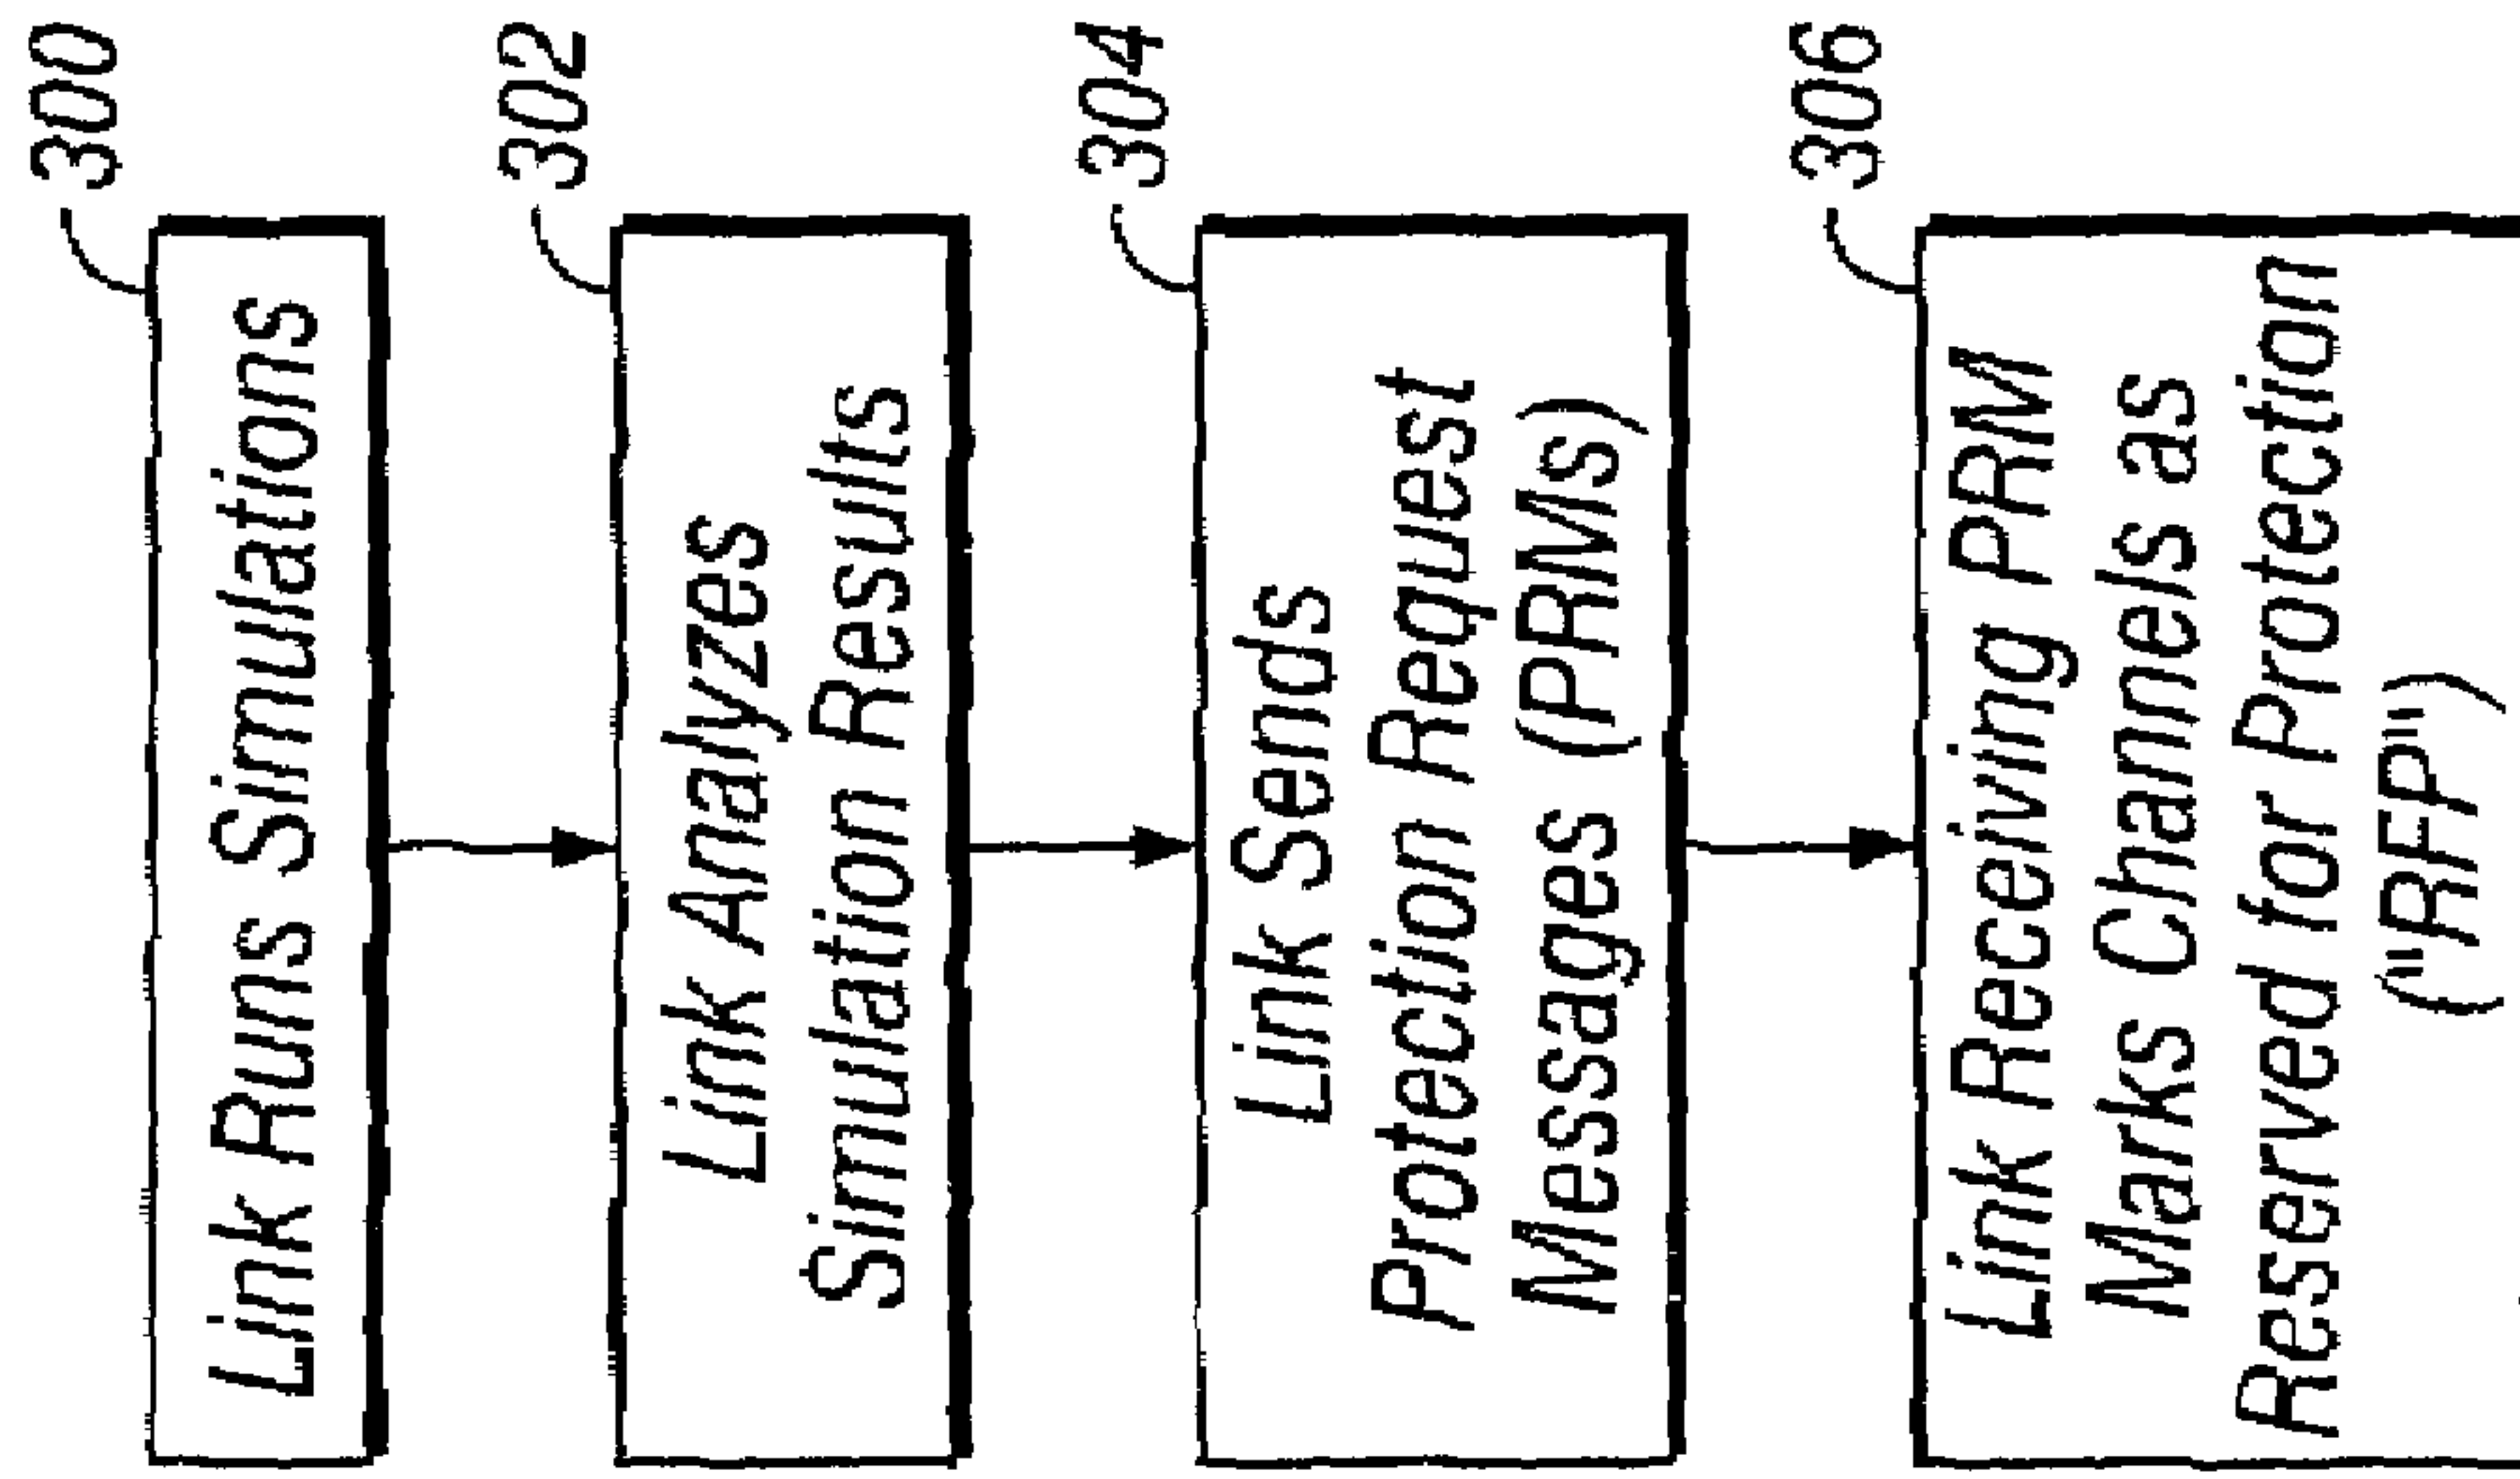 300
Link Runs Simulations
302
Link Analyzes
Simulation Results
304
Link Sends
Protection Request
Messages (PRMs)
306
Link Receiving PRM
Marks Channels as
Reserved for Protection
("RFP")